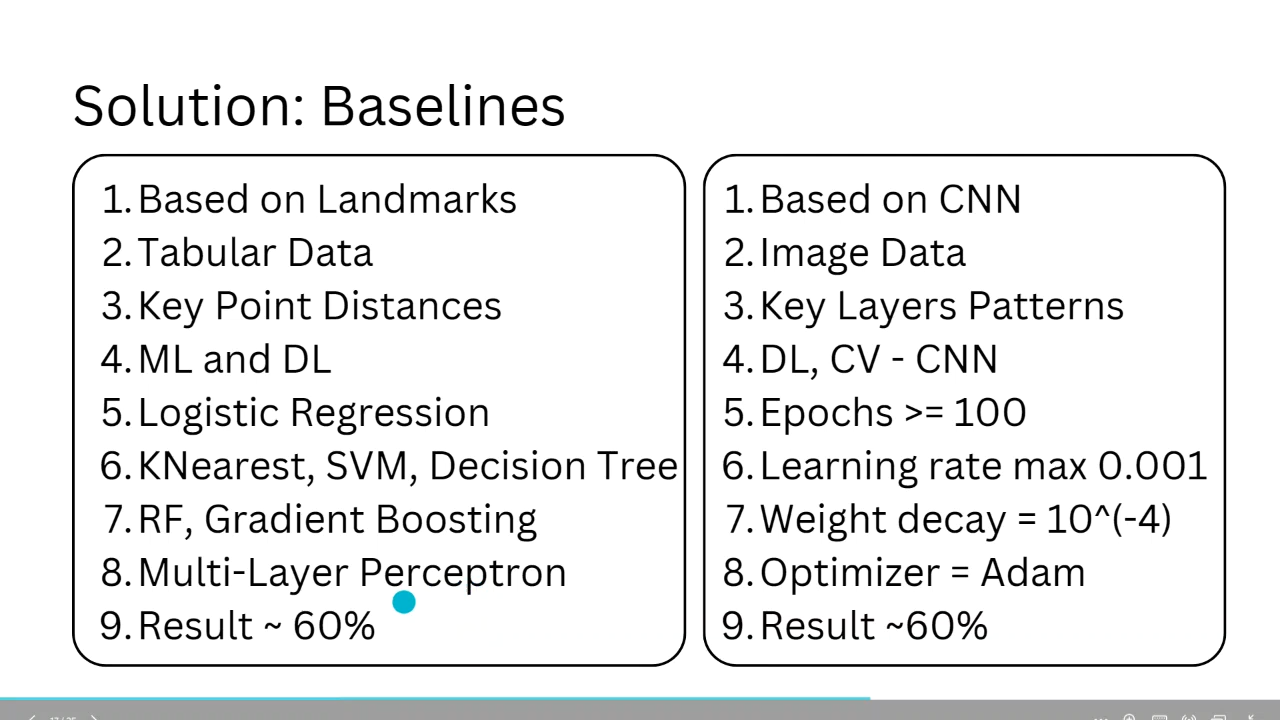 Solution: Baselines
1. Based on Landmarks
2. Tabular Data
3. Key Point Distances
4. ML and DL
5. Logistic Regression
6. KNearest, SVM, Decision Tree
7. RF, Gradient Boosting
8. Multi-Layer Perceptron
9. Result ~ 60%
1. Based on CNN
2. Image Data
3. Key Layers Patterns
4. DL, CV - CNN
5. Epochs >= 100
6. Learning rate max 0.001
7. Weight decay = 10^(-4)
8. Optimizer = Adam
9. Result ~60%